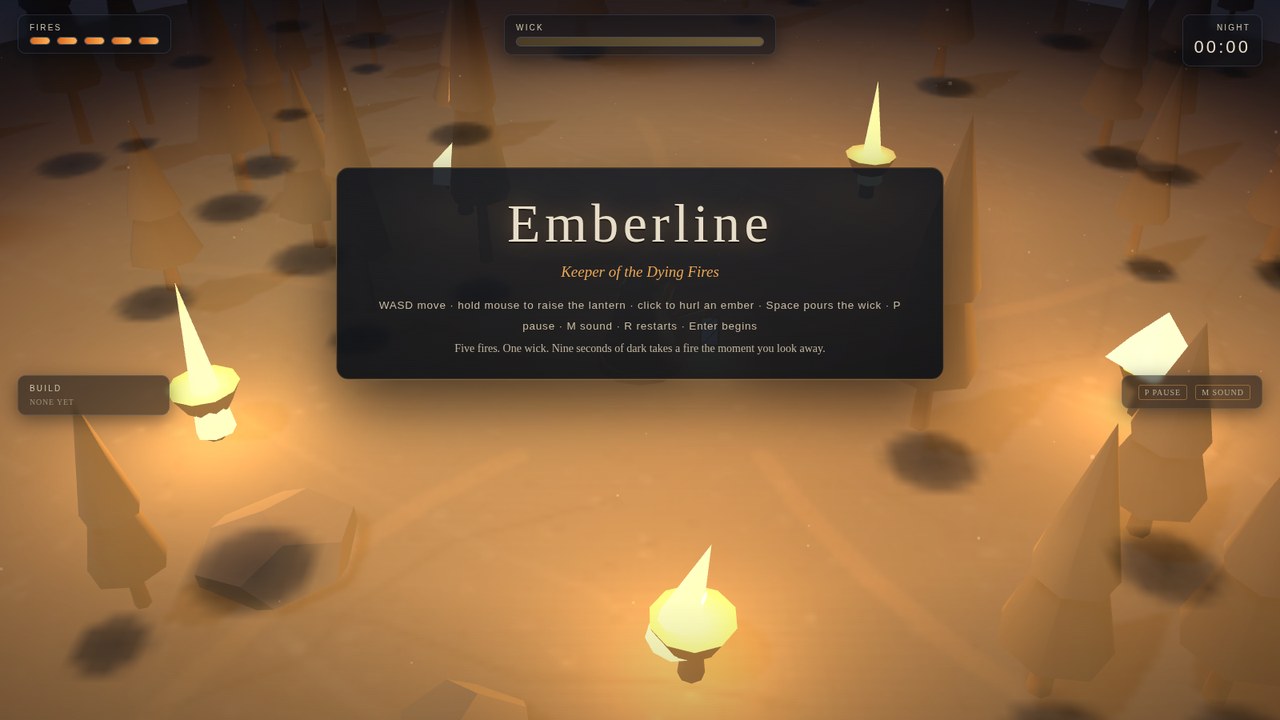 FIRES
WICK
NIGHT
00:00
Emberline
Keeper of the Dying Fires
WASD move · hold mouse to raise the lantern · click to hurl an ember · Space pours the wick · P
pause · M sound · R restarts · Enter begins
Five fires. One wick. Nine seconds of dark takes a fire the moment you look away.
BUILD
NONE YET
P PAUSE
M SOUND